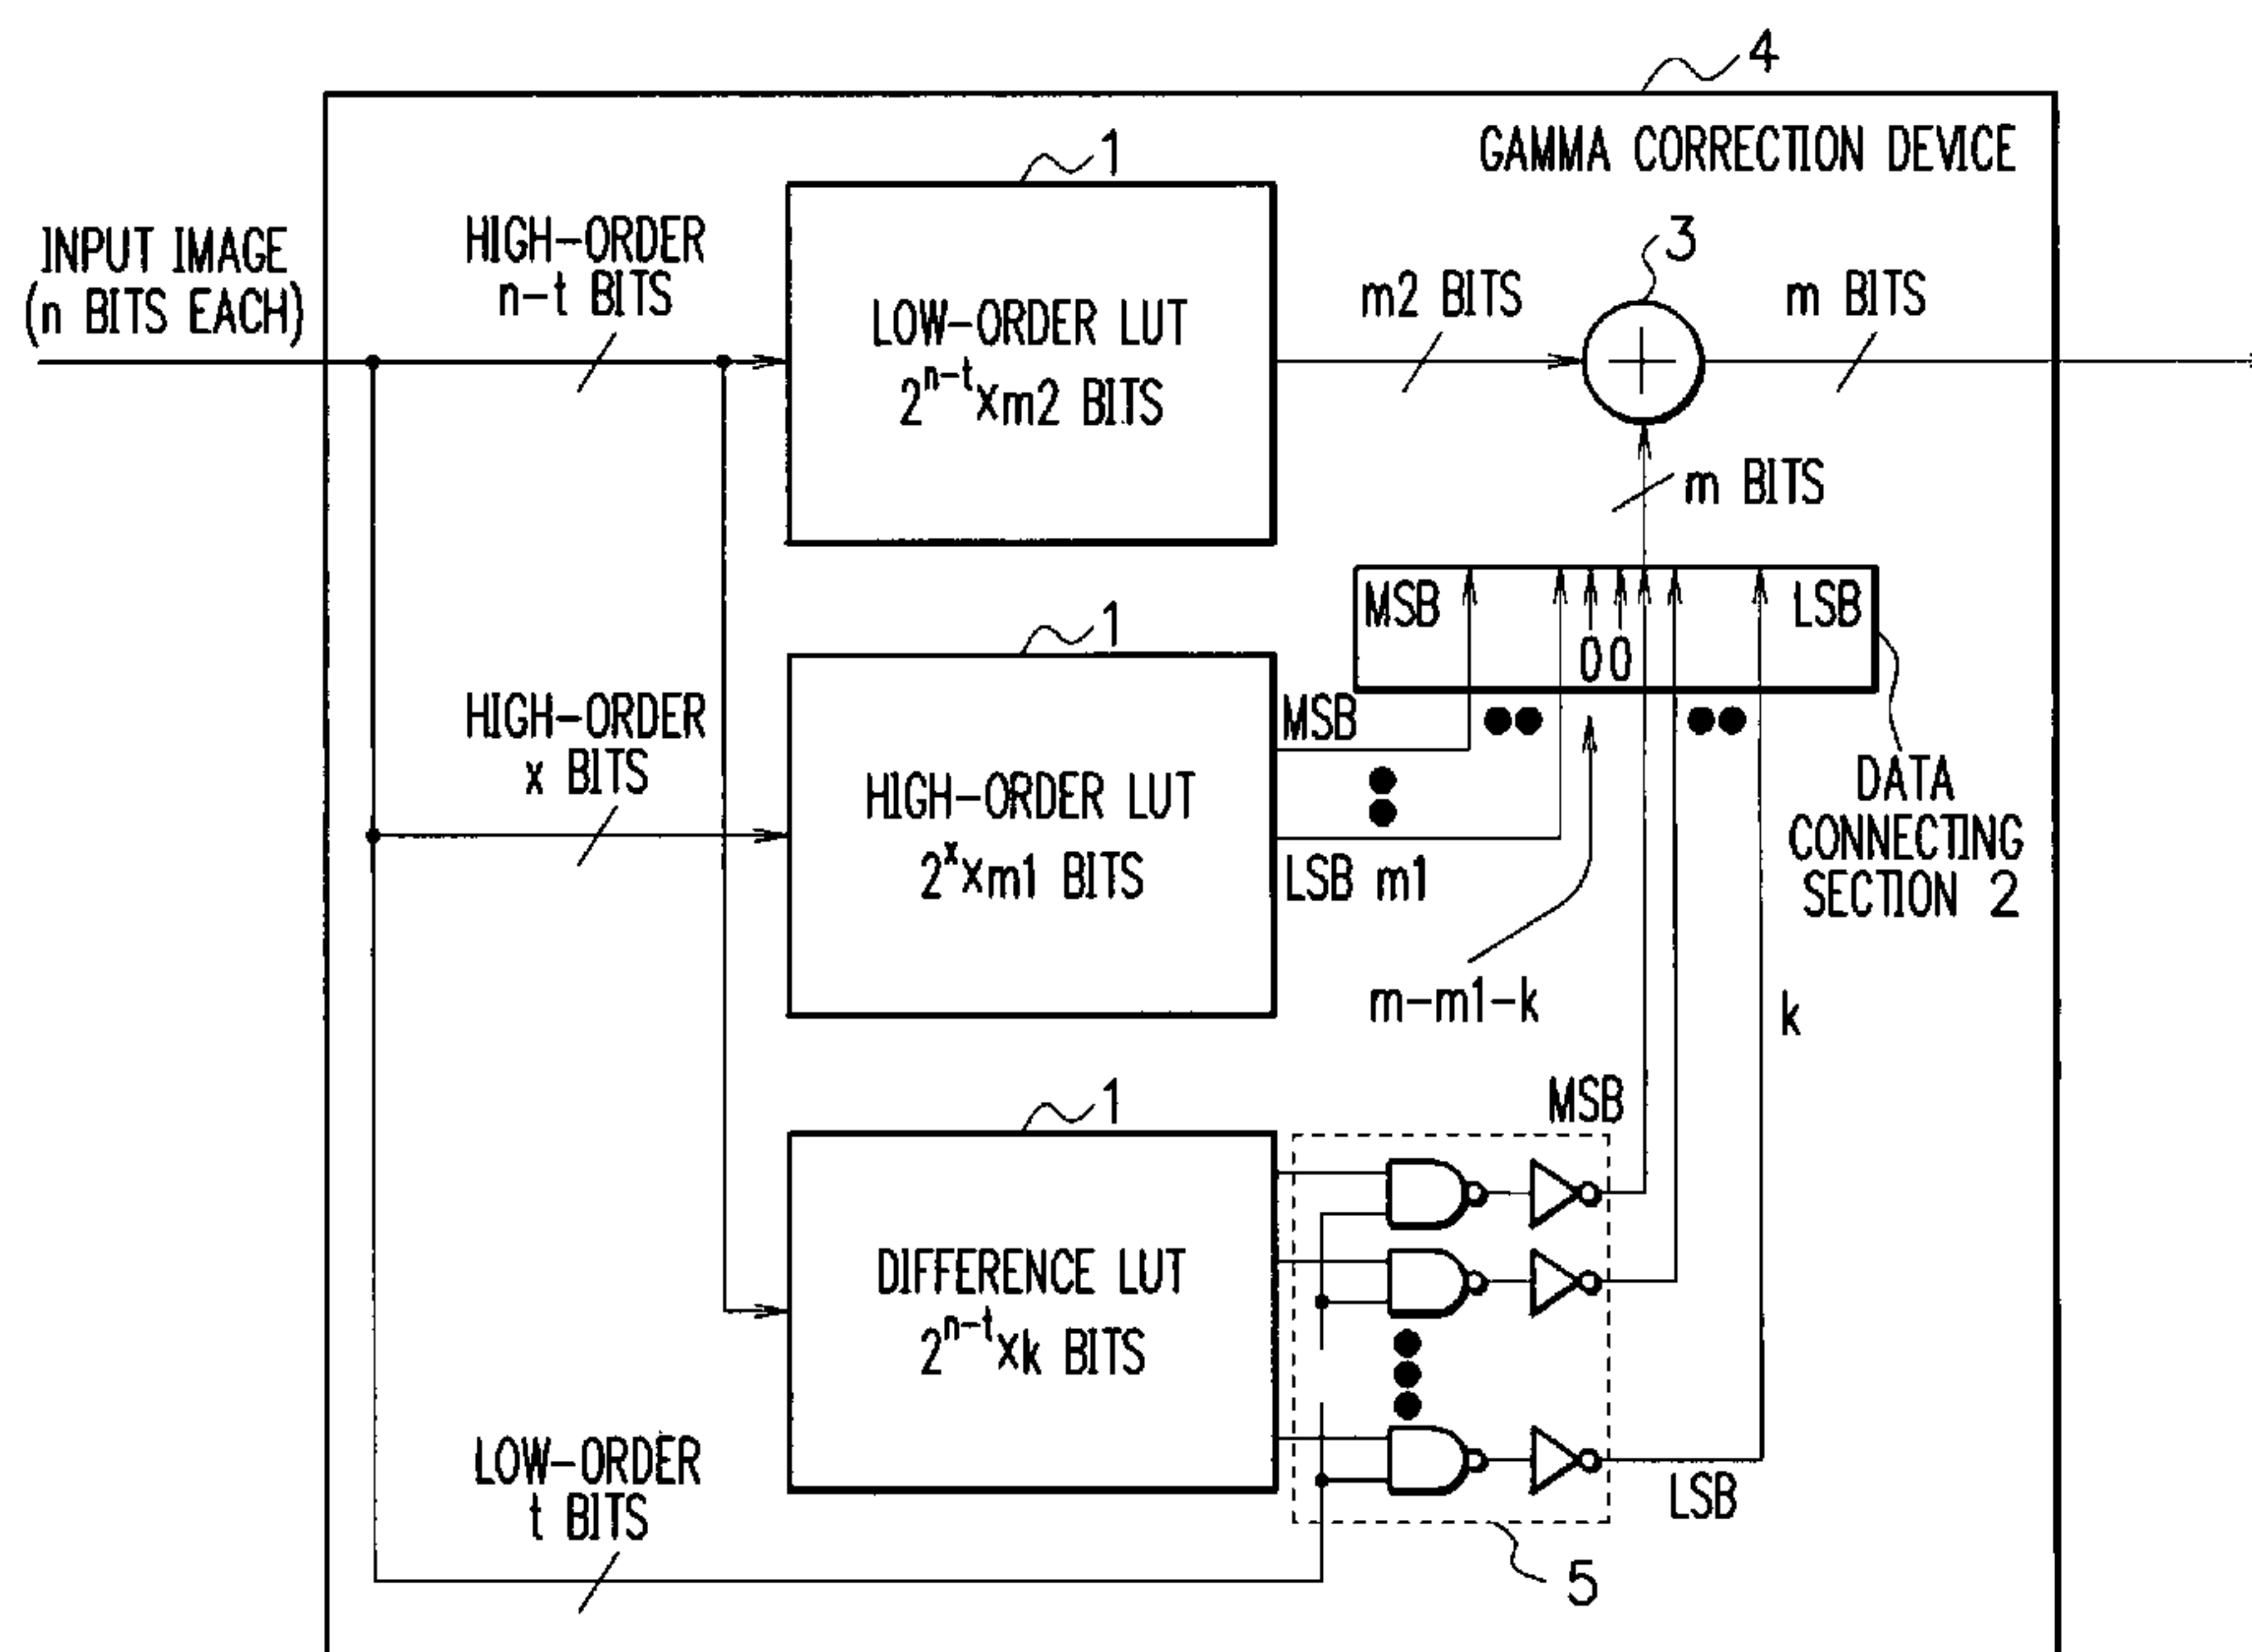 4
GAMMA CORRECTION DEVICE
1
INPUT IMAGE
(n BITS EACH)
HIGH-ORDER
n-t BITS
LOW-ORDER LUT
2^{n-t}×m2 BITS
m2 BITS
3
m BITS
m BITS
MSB
00
LSB
1
HIGH-ORDER
x BITS
HIGH-ORDER LUT
2^x×m1 BITS
MSB
LSB m1
DATA
CONNECTING
SECTION 2
m-m1-k
k
1
MSB
DIFFERENCE LUT
2^{n-t}×k BITS
LOW-ORDER
t BITS
LSB
5